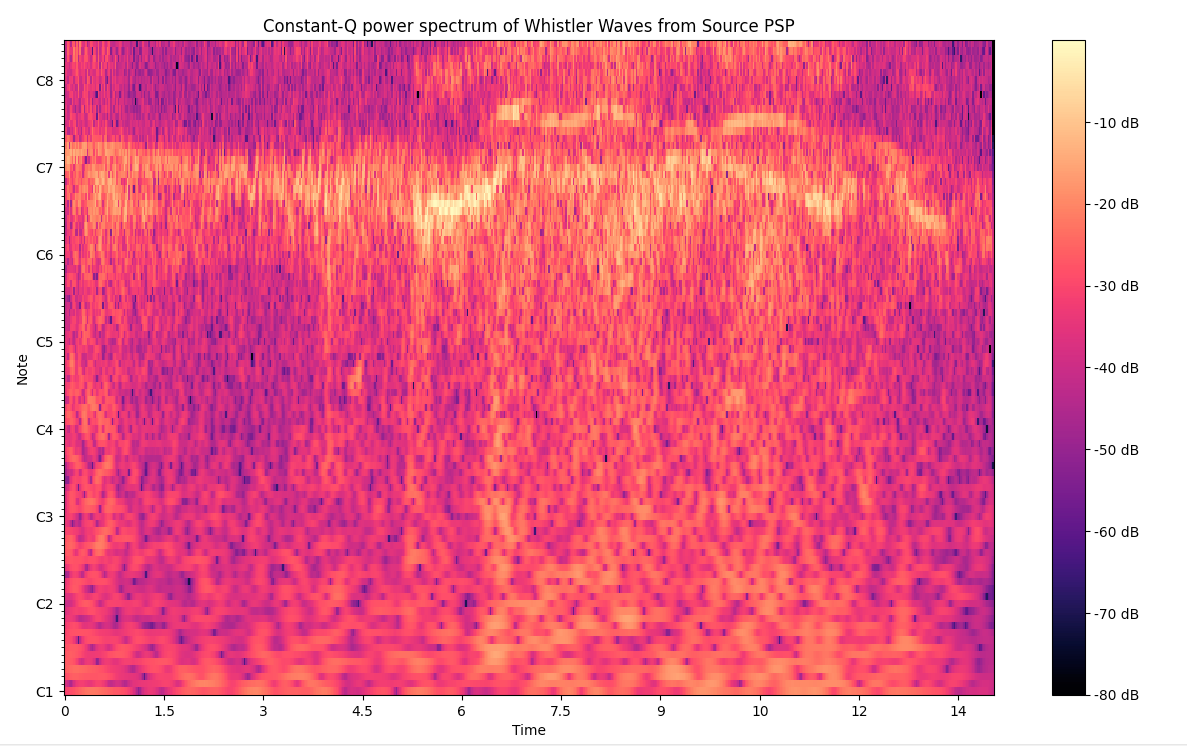 Constant-Q power spectrum of Whistler Waves from Source PSP
C8
C7
C6
C5
C4
C3
C2
C1
Note
0 1.5 3 4.5 6 7.5 9 10 12 14
Time
-10 dB
-20 dB
-30 dB
-40 dB
-50 dB
-60 dB
-70 dB
-80 dB